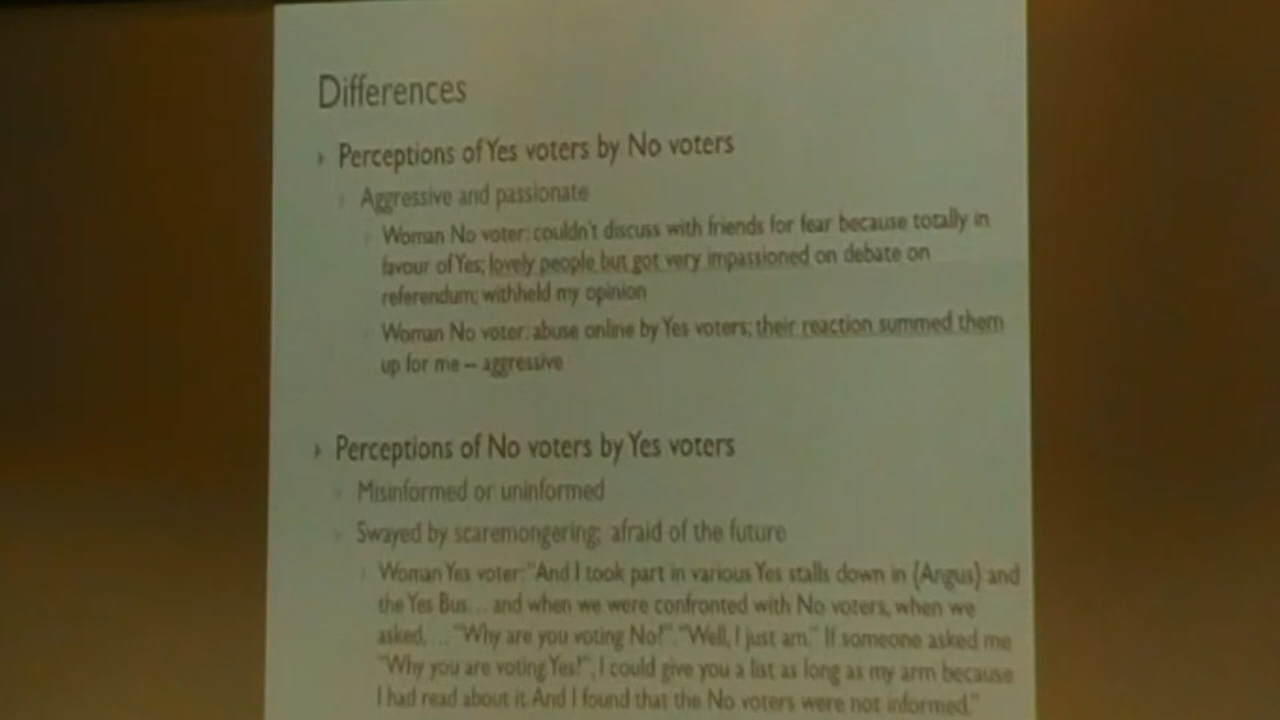 Differences
Perceptions of Yes voters by No voters
Aggressive and passionate
Woman No voter: couldn't discuss with friends for fear because totally in
favour of Yes; lovely people but got very impassioned on debate on
referendum; withheld my opinion
Woman No voter: abuse online by Yes voters; their reaction summed them
up for me – aggressive
Perceptions of No voters by Yes voters
Misinformed or uninformed
Swayed by scaremongering; afraid of the future
Woman Yes voter: "And I took part in various Yes stalls down in (Angus) and
the Yes Bus… and when we were confronted with No voters, when we
asked, … "Why are you voting No?". "Well, I just am." If someone asked me
"Why you are voting Yes?", I could give you a list as long as my arm because
I had read about it. And I found that the No voters were not informed."